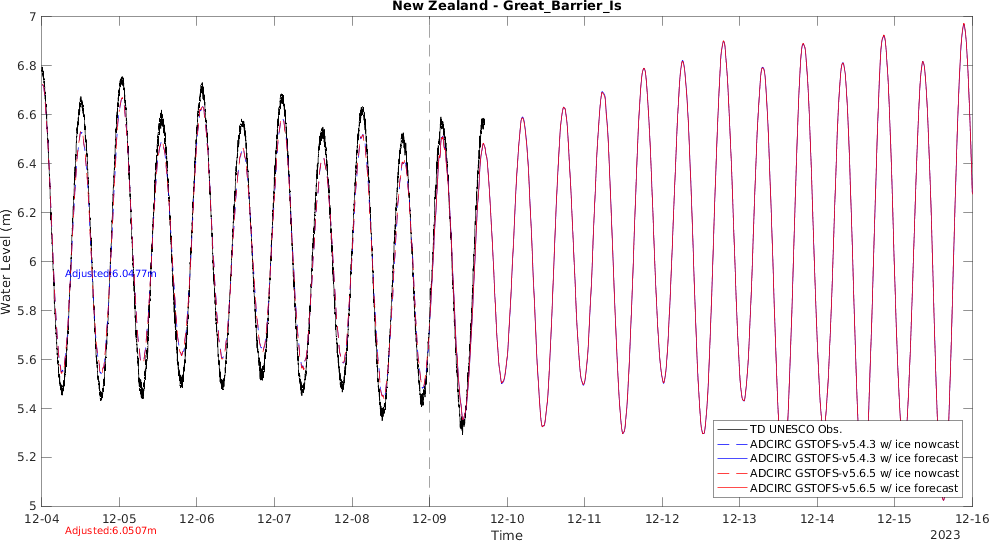 New Zealand - Great_Barrier_Is
7
6.8
6.6
6.4
6.2
6
5.8
5.6
5.4
5.2
5
Water Level (m)
Adjusted:6.0477m
TD UNESCO Obs.
ADCIRC GSTOFS-v5.4.3 w/ ice nowcast
ADCIRC GSTOFS-v5.4.3 w/ ice forecast
ADCIRC GSTOFS-v5.6.5 w/ ice nowcast
ADCIRC GSTOFS-v5.6.5 w/ ice forecast
12-04 12-05 12-06 12-07 12-08 12-09 12-10 12-11 12-12 12-13 12-14 12-15 12-16
Adjusted:6.0507m
Time
2023